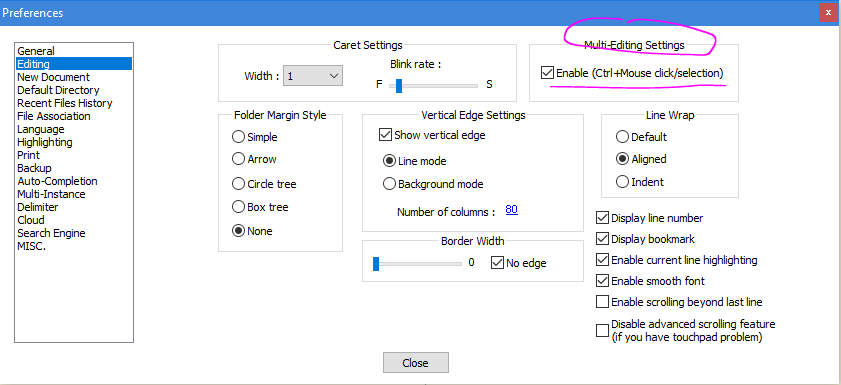 Preferences
x
General
Editing
New Document
Default Directory
Recent Files History
File Association
Language
Highlighting
Print
Backup
Auto-Completion
Multi-Instance
Delimiter
Cloud
Search Engine
MISC.
Caret Settings
Width :
1
Blink rate :
F
S
Multi-Editing Settings
Enable (Ctrl+Mouse click/selection)
Folder Margin Style
Simple
Arrow
Circle tree
Box tree
None
Vertical Edge Settings
Show vertical edge
Line mode
Background mode
Number of columns :
80
Border Width
0
No edge
Line Wrap
Default
Aligned
Indent
Display line number
Display bookmark
Enable current line highlighting
Enable smooth font
Enable scrolling beyond last line
Disable advanced scrolling feature
(if you have touchpad problem)
Close